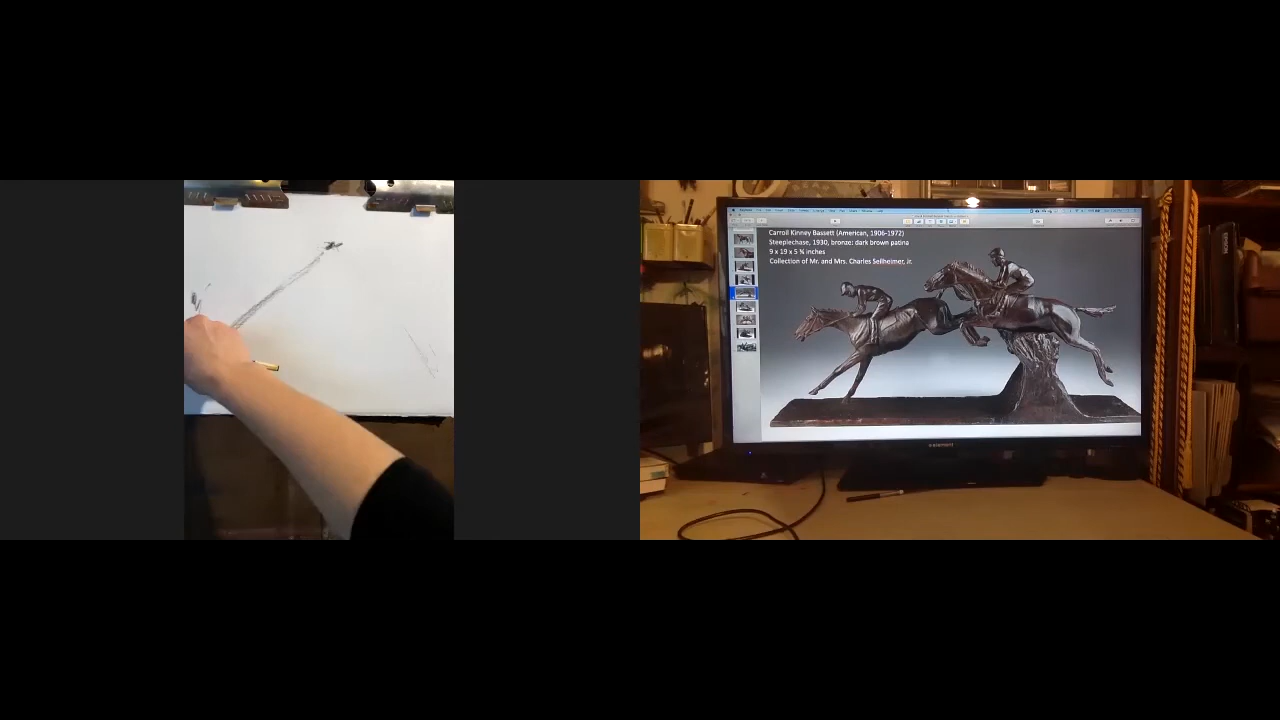 Carroll Kinney Bassett (American, 1906-1972)
Steeplechase, 1930, bronze: dark brown patina
9 x 19 x 5 ¾ inches
Collection of Mr. and Mrs. Charles Seilheimer, Jr.
element